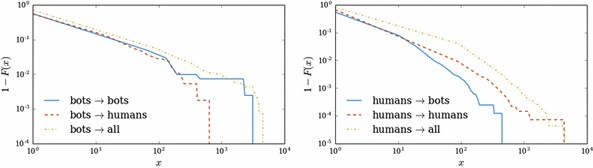 10⁰
10⁻¹
10⁻²
10⁻³
10⁻⁴
1 − F(x)
bots → bots
bots → humans
bots → all
10⁰
10¹
10²
10³
10⁴
x
10⁰
10⁻¹
10⁻²
10⁻³
10⁻⁴
10⁻⁵
1 − F(x)
humans → bots
humans → humans
humans → all
10⁰
10¹
10²
10³
10⁴
x